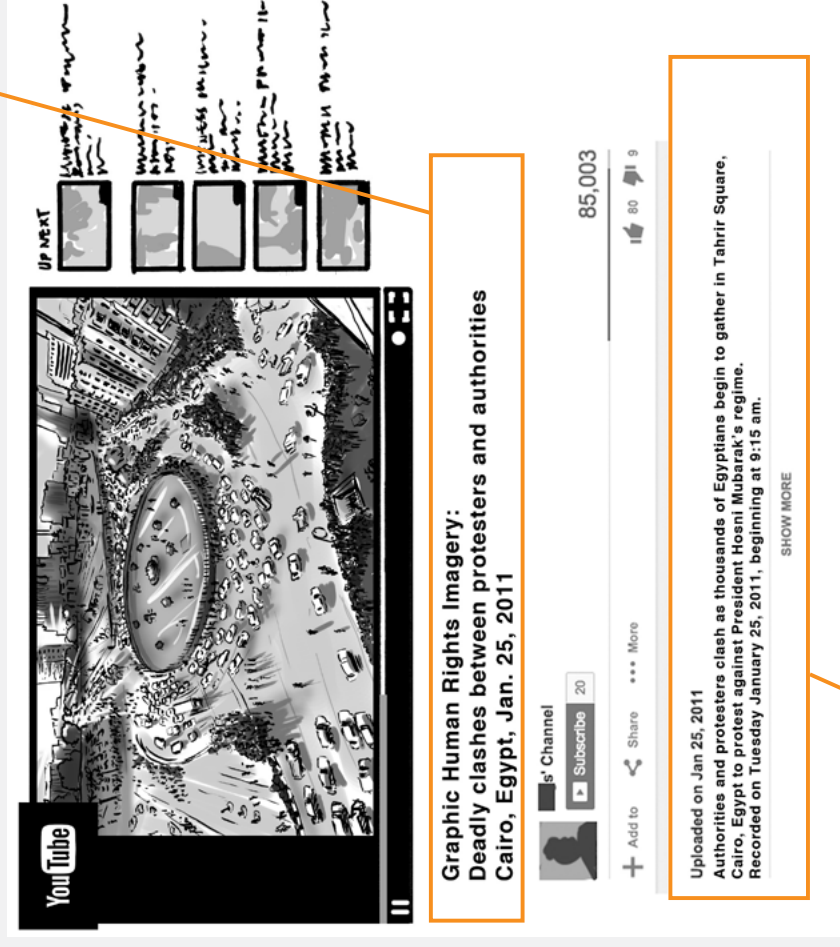 YouTube
UP NEXT
Graphic Human Rights Imagery:
Deadly clashes between protesters and authorities
Cairo, Egypt, Jan. 25, 2011
s' Channel
Subscribe 20
85,003
Add to Share More 80 9
Uploaded on Jan 25, 2011
Authorities and protesters clash as thousands of Egyptians begin to gather in Tahrir Square,
Cairo, Egypt to protest against President Hosni Mubarak's regime.
Recorded on Tuesday January 25, 2011, beginning at 9:15 am.
SHOW MORE